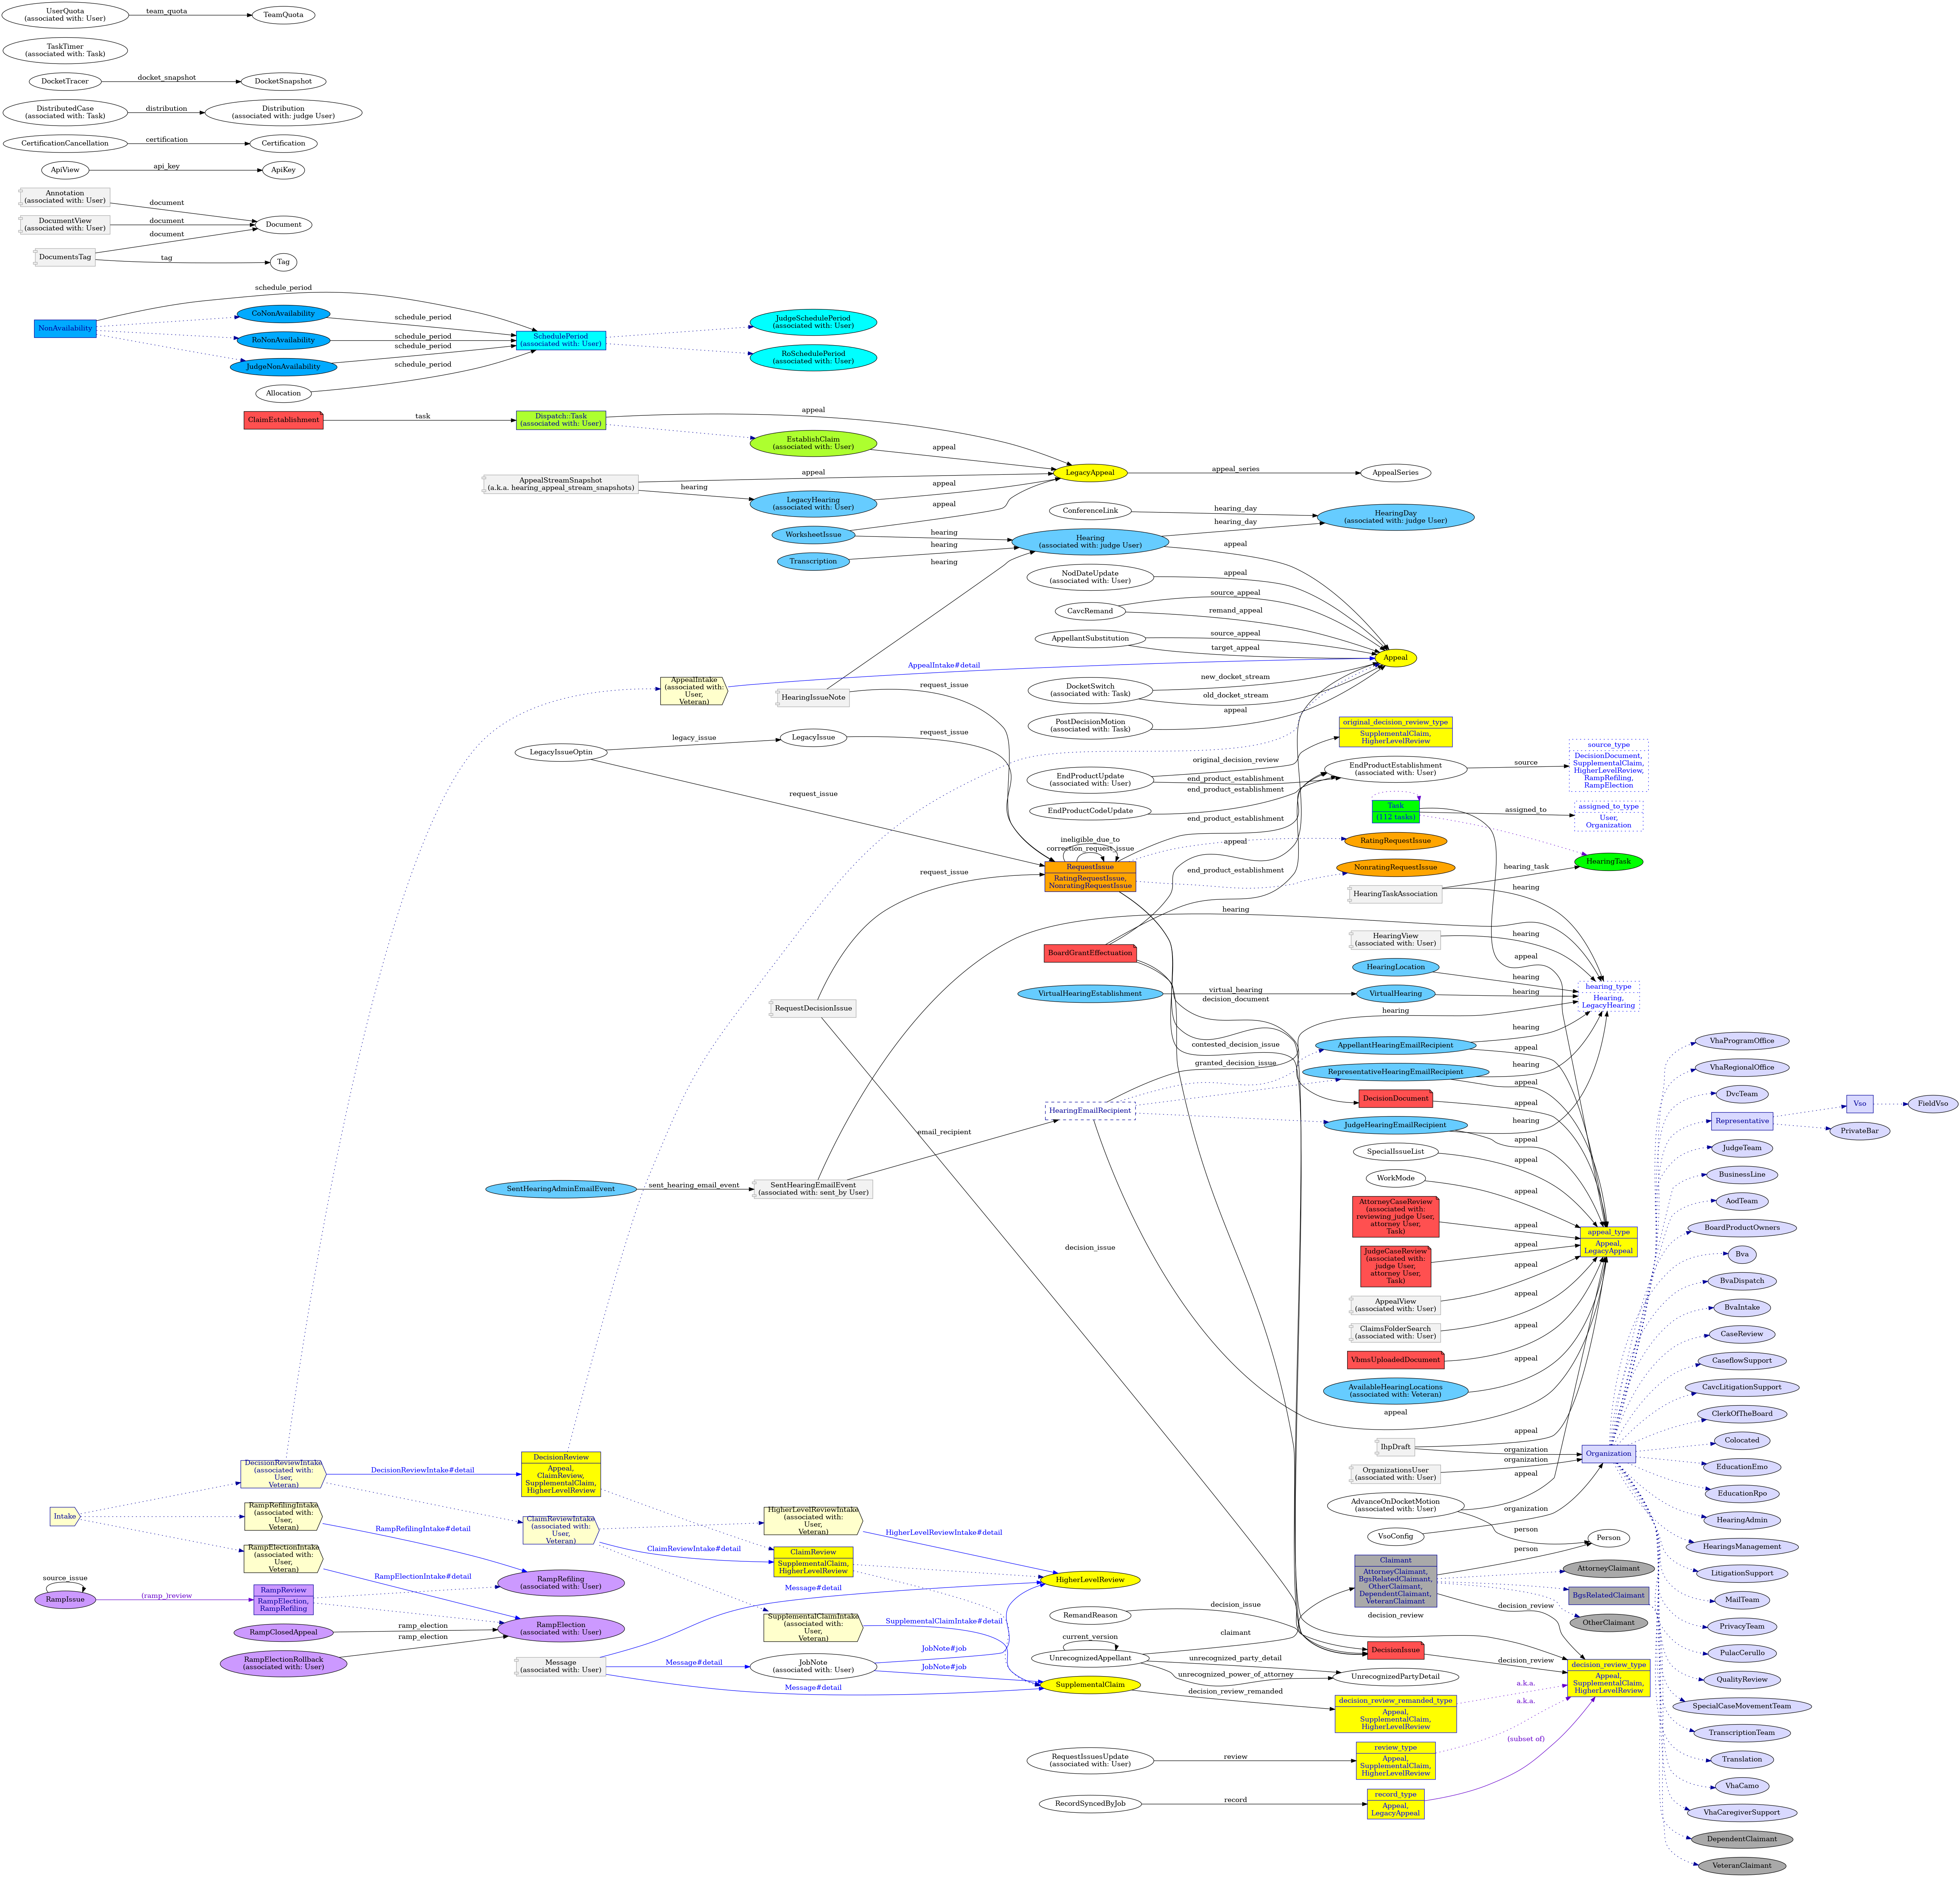 UserQuota
(associated with: User)
team_quota
TeamQuota
TaskTimer
(associated with: Task)
DocketTracer
docket_snapshot
DocketSnapshot
DistributedCase
(associated with: Task)
distribution
Distribution
(associated with: judge User)
CertificationCancellation
certification
Certification
ApiView
api_key
ApiKey
Annotation
(associated with: User)
document
DocumentView
(associated with: User)
document
Document
DocumentsTag
document
tag
Tag
NonAvailability
schedule_period
CoNonAvailability
schedule_period
RoNonAvailability
schedule_period
JudgeNonAvailability
schedule_period
Allocation
schedule_period
SchedulePeriod
(associated with: User)
JudgeSchedulePeriod
(associated with: User)
RoSchedulePeriod
(associated with: User)
ClaimEstablishment
task
Dispatch::Task
(associated with: User)
appeal
EstablishClaim
(associated with: User)
appeal
AppealStreamSnapshot
(a.k.a. hearing_appeal_stream_snapshots)
appeal
hearing
LegacyHearing
(associated with: User)
appeal
LegacyAppeal
appeal_series
AppealSeries
WorksheetIssue
appeal
hearing
Transcription
hearing
hearing
ConferenceLink
hearing_day
HearingDay
(associated with: judge User)
Hearing
(associated with: judge User)
hearing_day
appeal
NodDateUpdate
(associated with: User)
appeal
CavcRemand
source_appeal
remand_appeal
AppellantSubstitution
source_appeal
target_appeal
Appeal
DocketSwitch
(associated with: Task)
new_docket_stream
old_docket_stream
PostDecisionMotion
(associated with: Task)
appeal
AppealIntake
(associated with:
User,
Veteran)
AppealIntake#detail
HearingIssueNote
request_issue
LegacyIssueOptin
legacy_issue
LegacyIssue
request_issue
request_issue
original_decision_review_type
SupplementalClaim,
HigherLevelReview
EndProductUpdate
(associated with: User)
original_decision_review
end_product_establishment
EndProductCodeUpdate
end_product_establishment
EndProductEstablishment
(associated with: User)
source
source_type
DecisionDocument,
SupplementalClaim,
HigherLevelReview,
RampRefiling,
RampElection
end_product_establishment
Task
(112 tasks)
assigned_to
assigned_to_type
User,
Organization
ineligible_due_to
correction_request_issue
RequestIssue
RatingRequestIssue,
NonratingRequestIssue
appeal
RatingRequestIssue
NonratingRequestIssue
end_product_establishment
HearingTask
HearingTaskAssociation
hearing_task
hearing
request_issue
hearing
BoardGrantEffectuation
HearingView
(associated with: User)
hearing
appeal
HearingLocation
hearing
VirtualHearingEstablishment
virtual_hearing
VirtualHearing
hearing
hearing_type
Hearing,
LegacyHearing
decision_document
RequestDecisionIssue
hearing
contested_decision_issue
granted_decision_issue
AppellantHearingEmailRecipient
hearing
appeal
RepresentativeHearingEmailRecipient
hearing
appeal
DecisionDocument
appeal
HearingEmailRecipient
JudgeHearingEmailRecipient
hearing
appeal
email_recipient
SpecialIssueList
appeal
WorkMode
appeal
SentHearingAdminEmailEvent
sent_hearing_email_event
SentHearingEmailEvent
(associated with: sent_by User)
AttorneyCaseReview
(associated with:
reviewing_judge User,
attorney User,
Task)
appeal
JudgeCaseReview
(associated with:
judge User,
attorney User,
Task)
appeal
appeal_type
Appeal,
LegacyAppeal
decision_issue
AppealView
(associated with: User)
appeal
ClaimsFolderSearch
(associated with: User)
appeal
VbmsUploadedDocument
appeal
AvailableHearingLocations
(associated with: Veteran)
appeal
appeal
IhpDraft
appeal
organization
OrganizationsUser
(associated with: User)
organization
Organization
AdvanceOnDocketMotion
(associated with: User)
appeal
person
VsoConfig
organization
Person
VhaProgramOffice
VhaRegionalOffice
DvcTeam
Representative
Vso
FieldVso
PrivateBar
JudgeTeam
BusinessLine
AodTeam
BoardProductOwners
Bva
BvaDispatch
BvaIntake
CaseReview
CaseflowSupport
CavcLitigationSupport
ClerkOfTheBoard
Colocated
EducationEmo
EducationRpo
HearingAdmin
HearingsManagement
LitigationSupport
MailTeam
PrivacyTeam
PulacCerullo
QualityReview
SpecialCaseMovementTeam
TranscriptionTeam
Translation
VhaCamo
VhaCaregiverSupport
DependentClaimant
VeteranClaimant
Intake
DecisionReviewIntake
(associated with:
User,
Veteran)
DecisionReviewIntake#detail
DecisionReview
Appeal,
ClaimReview,
SupplementalClaim,
HigherLevelReview
RampRefilingIntake
(associated with:
User,
Veteran)
RampRefilingIntake#detail
RampElectionIntake
(associated with:
User,
Veteran)
RampElectionIntake#detail
ClaimReviewIntake
(associated with:
User,
Veteran)
ClaimReviewIntake#detail
HigherLevelReviewIntake
(associated with:
User,
Veteran)
HigherLevelReviewIntake#detail
ClaimReview
SupplementalClaim,
HigherLevelReview
source_issue
RampIssue
(ramp_)review
RampReview
RampElection,
RampRefiling
RampRefiling
(associated with: User)
RampClosedAppeal
ramp_election
RampElectionRollback
(associated with: User)
ramp_election
RampElection
(associated with: User)
Message#detail
HigherLevelReview
SupplementalClaimIntake
(associated with:
User,
Veteran)
SupplementalClaimIntake#detail
Message
(associated with: User)
Message#detail
JobNote
(associated with: User)
JobNote#job
JobNote#job
Message#detail
SupplementalClaim
Claimant
AttorneyClaimant,
BgsRelatedClaimant,
OtherClaimant,
DependentClaimant,
VeteranClaimant
person
AttorneyClaimant
BgsRelatedClaimant
OtherClaimant
decision_review
RemandReason
decision_issue
decision_review
claimant
current_version
UnrecognizedAppellant
unrecognized_party_detail
unrecognized_power_of_attorney
DecisionIssue
decision_review
UnrecognizedPartyDetail
decision_review_type
Appeal,
SupplementalClaim,
HigherLevelReview
decision_review_remanded
decision_review_remanded_type
Appeal,
SupplementalClaim,
HigherLevelReview
a.k.a.
a.k.a.
RequestIssuesUpdate
(associated with: User)
review
review_type
Appeal,
SupplementalClaim,
HigherLevelReview
(subset of)
RecordSyncedByJob
record
record_type
Appeal,
LegacyAppeal